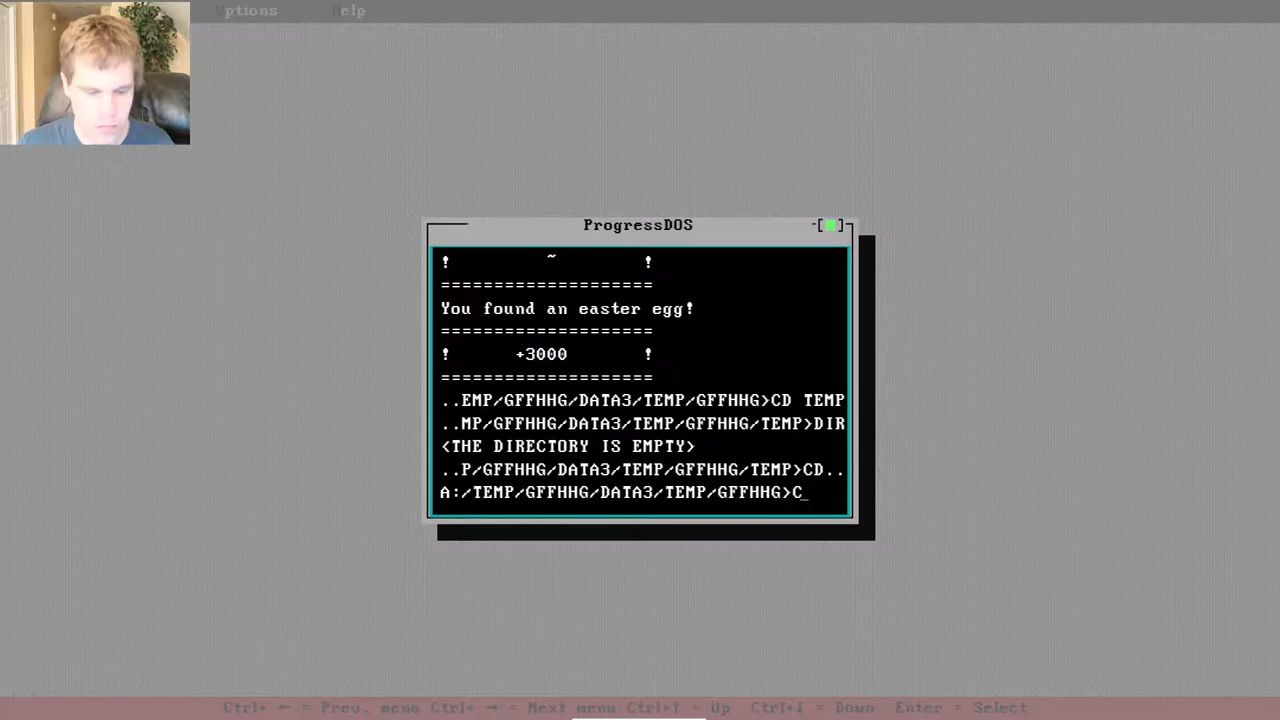 Options Help
ProgressDOS
! ~ !
====================
You found an easter egg!
====================
! +3000 !
====================
..EMP/GFFHHG/DATA3/TEMP/GFFHHG>CD TEMP
..MP/GFFHHG/DATA3/TEMP/GFFHHG/TEMP>DIR
<THE DIRECTORY IS EMPTY>
..P/GFFHHG/DATA3/TEMP/GFFHHG/TEMP>CD..
A:/TEMP/GFFHHG/DATA3/TEMP/GFFHHG>C_
Ctrl+ ← = Prev. menu Ctrl+ → = Next menu Ctrl+↑ = Up Ctrl+↓ = Down Enter = Select